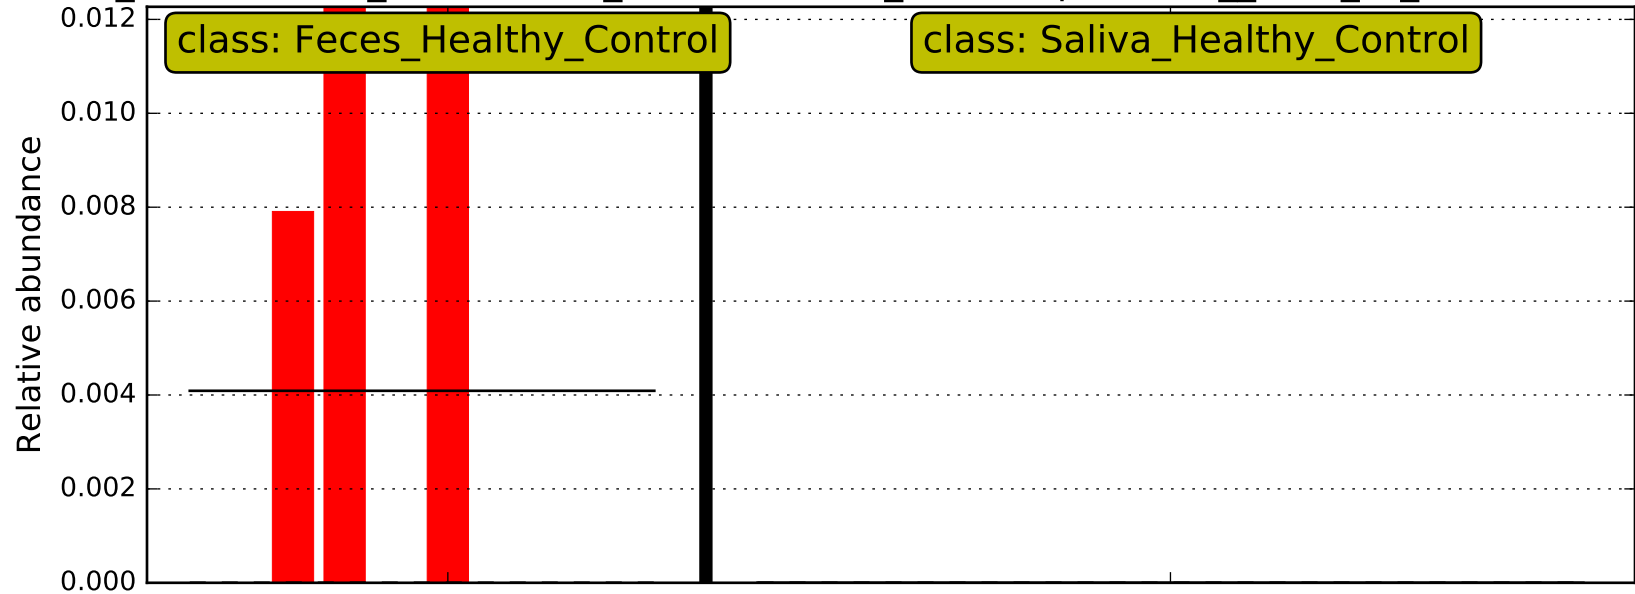 0.012
class: Feces_Healthy_Control
class: Saliva_Healthy_Control
0.010
0.008
0.006
0.004
0.002
0.000
Relative abundance